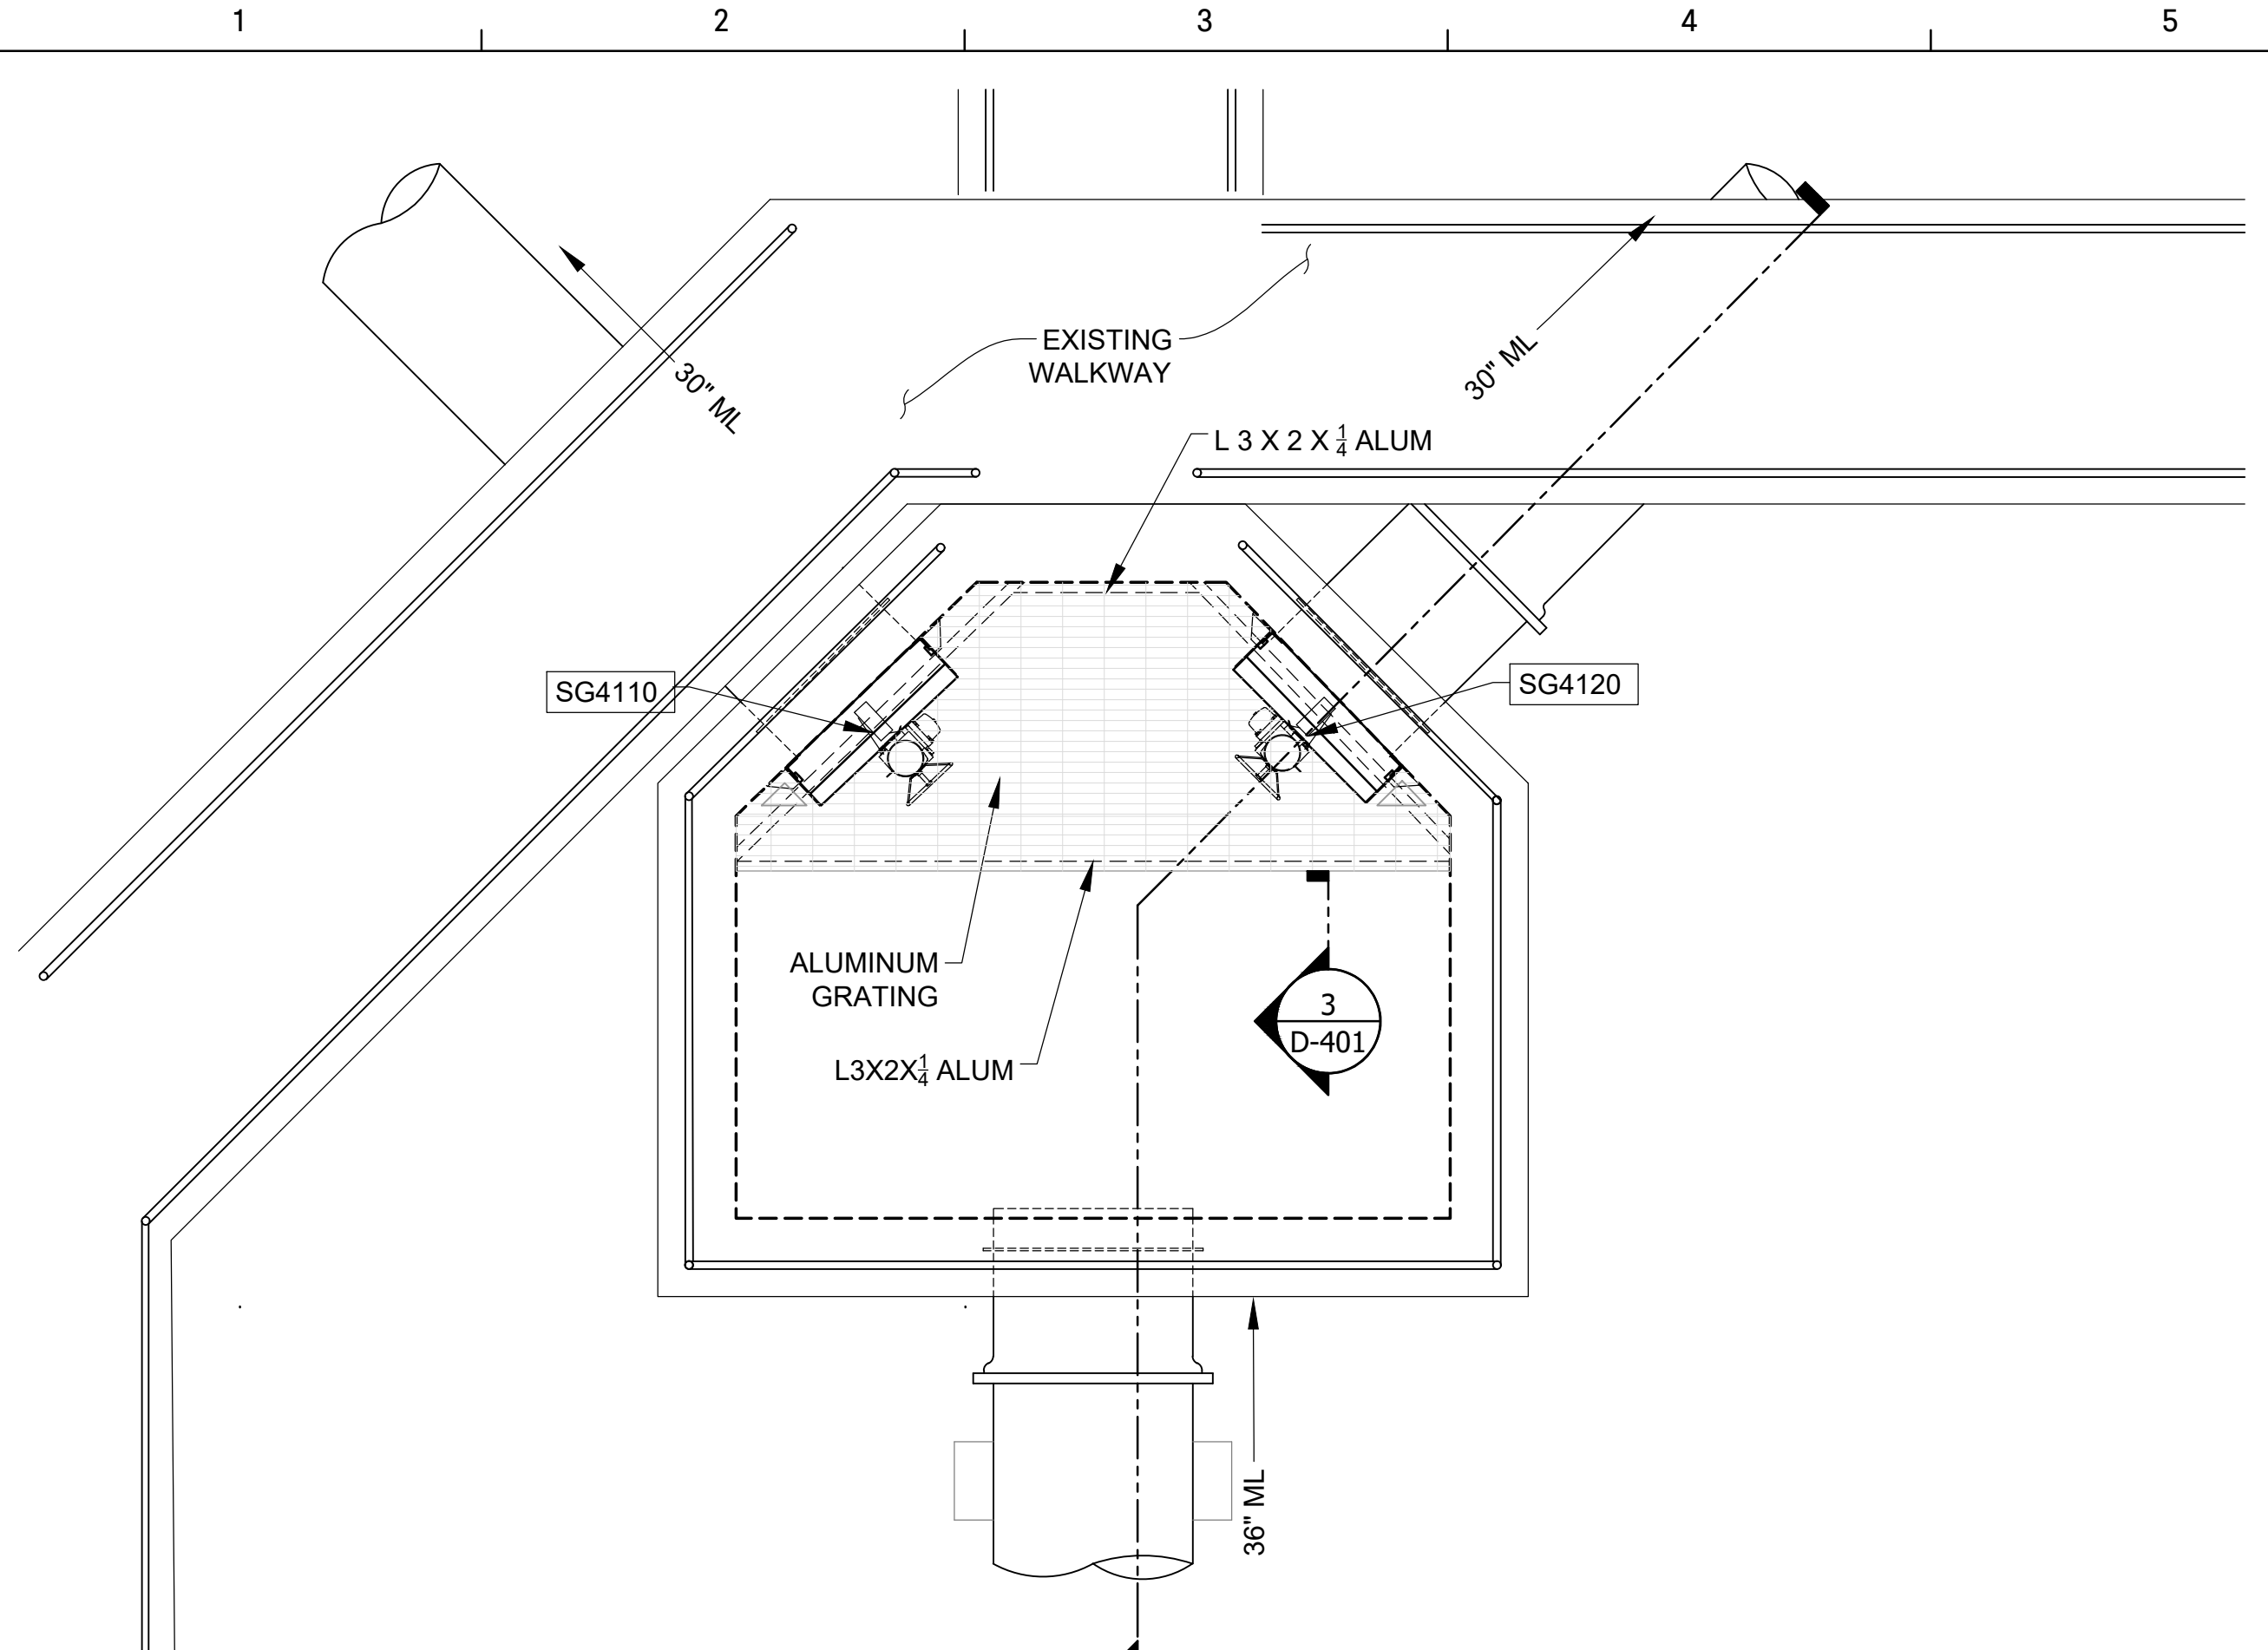 1 2 3 4 5
EXISTING
WALKWAY
30" ML
30" ML
L 3 X 2 X 1/4 ALUM
SG4110
SG4120
ALUMINUM
GRATING
L3X2X1/4 ALUM
3
D-401
36" ML